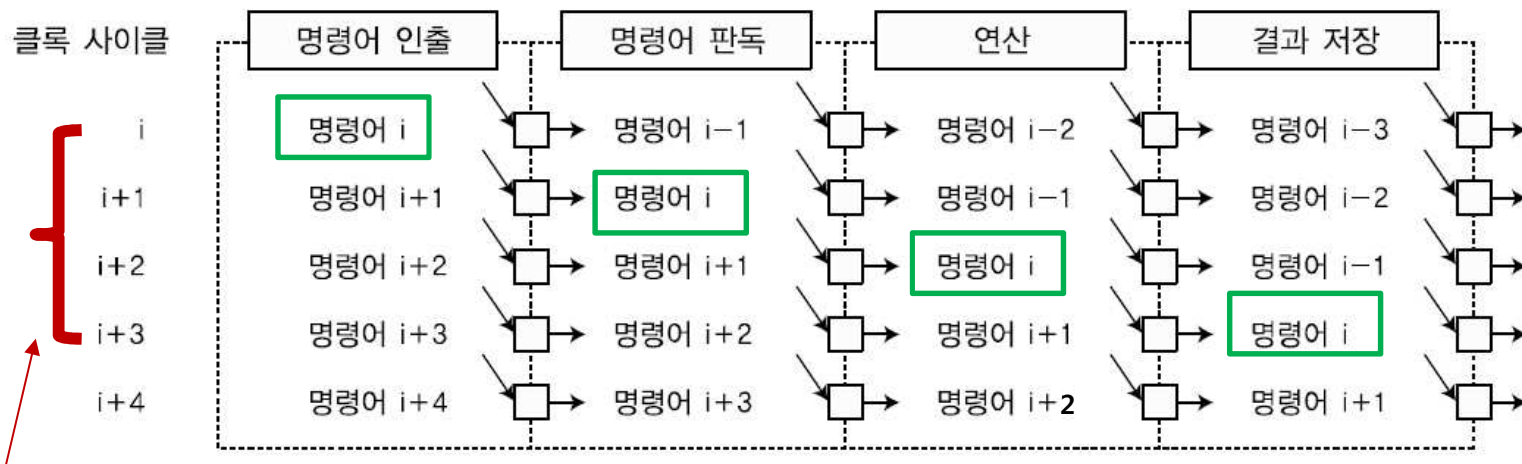 클록 사이클 명령어 인출 명령어 판독 연산 결과 저장
i 명령어 i 명령어 i−1 명령어 i−2 명령어 i−3
i+1 명령어 i+1 명령어 i 명령어 i−1 명령어 i−2
i+2 명령어 i+2 명령어 i+1 명령어 i 명령어 i−1
i+3 명령어 i+3 명령어 i+2 명령어 i+1 명령어 i
i+4 명령어 i+4 명령어 i+3 명령어 i+2 명령어 i+1